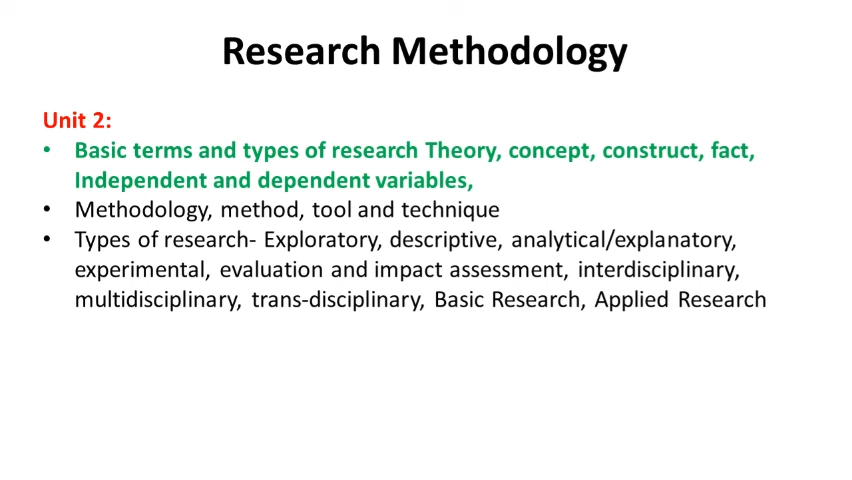 Research Methodology
Unit 2:
• Basic terms and types of research Theory, concept, construct, fact,
Independent and dependent variables,
• Methodology, method, tool and technique
• Types of research- Exploratory, descriptive, analytical/explanatory,
experimental, evaluation and impact assessment, interdisciplinary,
multidisciplinary, trans-disciplinary, Basic Research, Applied Research